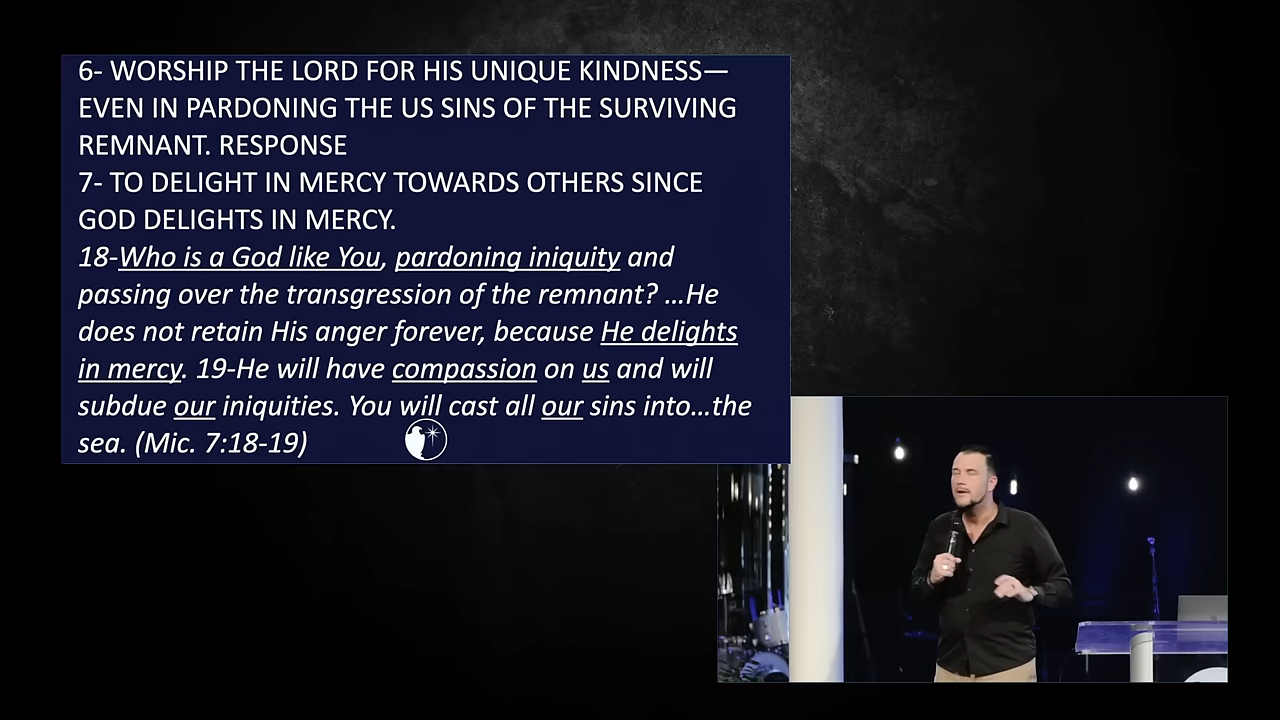 6- WORSHIP THE LORD FOR HIS UNIQUE KINDNESS—
EVEN IN PARDONING THE US SINS OF THE SURVIVING
REMNANT. RESPONSE
7- TO DELIGHT IN MERCY TOWARDS OTHERS SINCE
GOD DELIGHTS IN MERCY.
18-Who is a God like You, pardoning iniquity and
passing over the transgression of the remnant? …He
does not retain His anger forever, because He delights
in mercy. 19-He will have compassion on us and will
subdue our iniquities. You will cast all our sins into…the
sea. (Mic. 7:18-19)